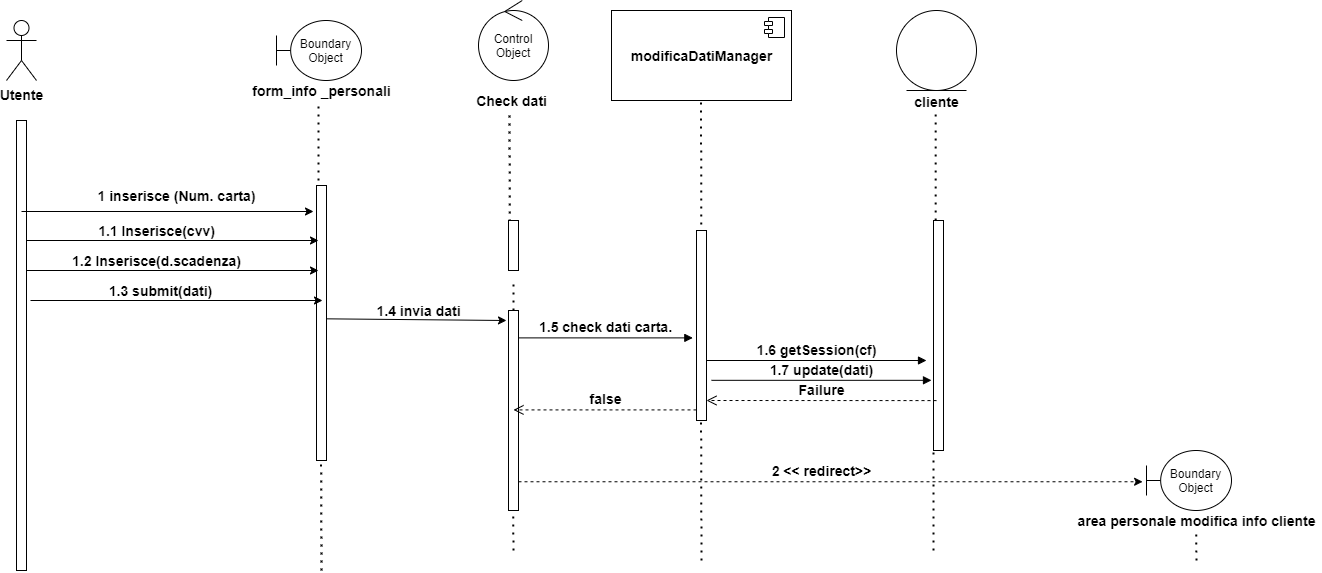 Boundary
Object
Control
Object
modificaDatiManager
Utente
form_info _personali
Check dati
cliente
1 inserisce (Num. carta)
1.1 Inserisce(cvv)
1.2 Inserisce(d.scadenza)
1.3 submit(dati)
1.4 invia dati
1.5 check dati carta.
1.6 getSession(cf)
1.7 update(dati)
Failure
false
2 << redirect>>
Boundary
Object
area personale modifica info cliente